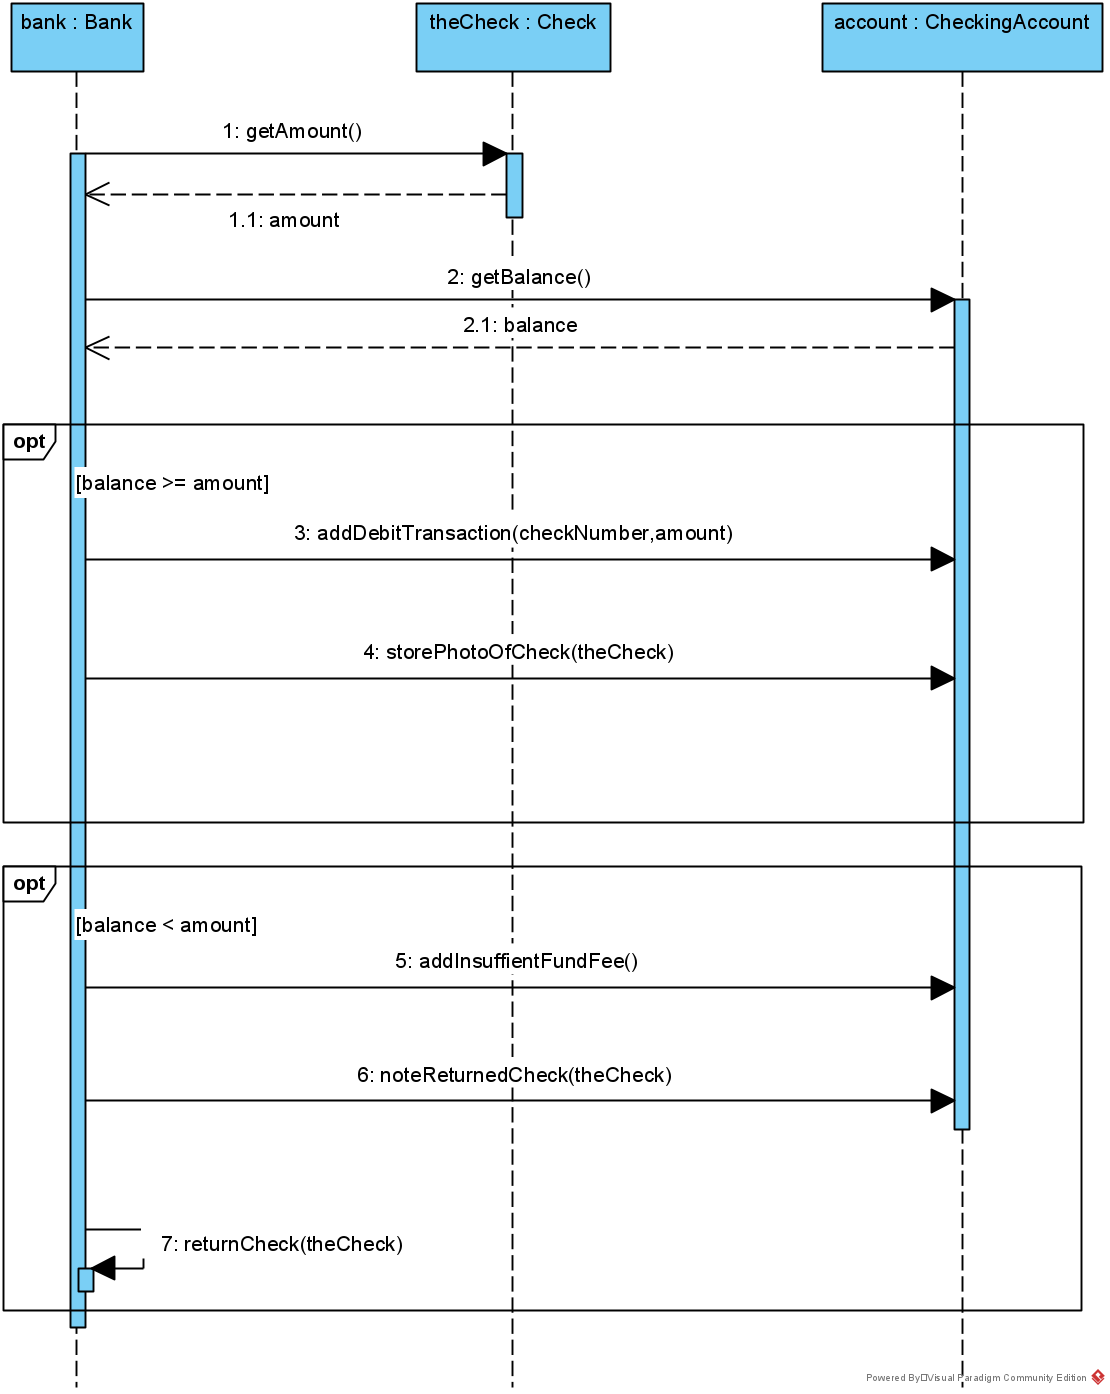 bank : Bank
theCheck : Check
account : CheckingAccount
1: getAmount()
1.1: amount
2: getBalance()
2.1: balance
opt
[balance >= amount]
3: addDebitTransaction(checkNumber,amount)
4: storePhotoOfCheck(theCheck)
opt
[balance < amount]
5: addInsuffientFundFee()
6: noteReturnedCheck(theCheck)
7: returnCheck(theCheck)
Powered By□Visual Paradigm Community Edition